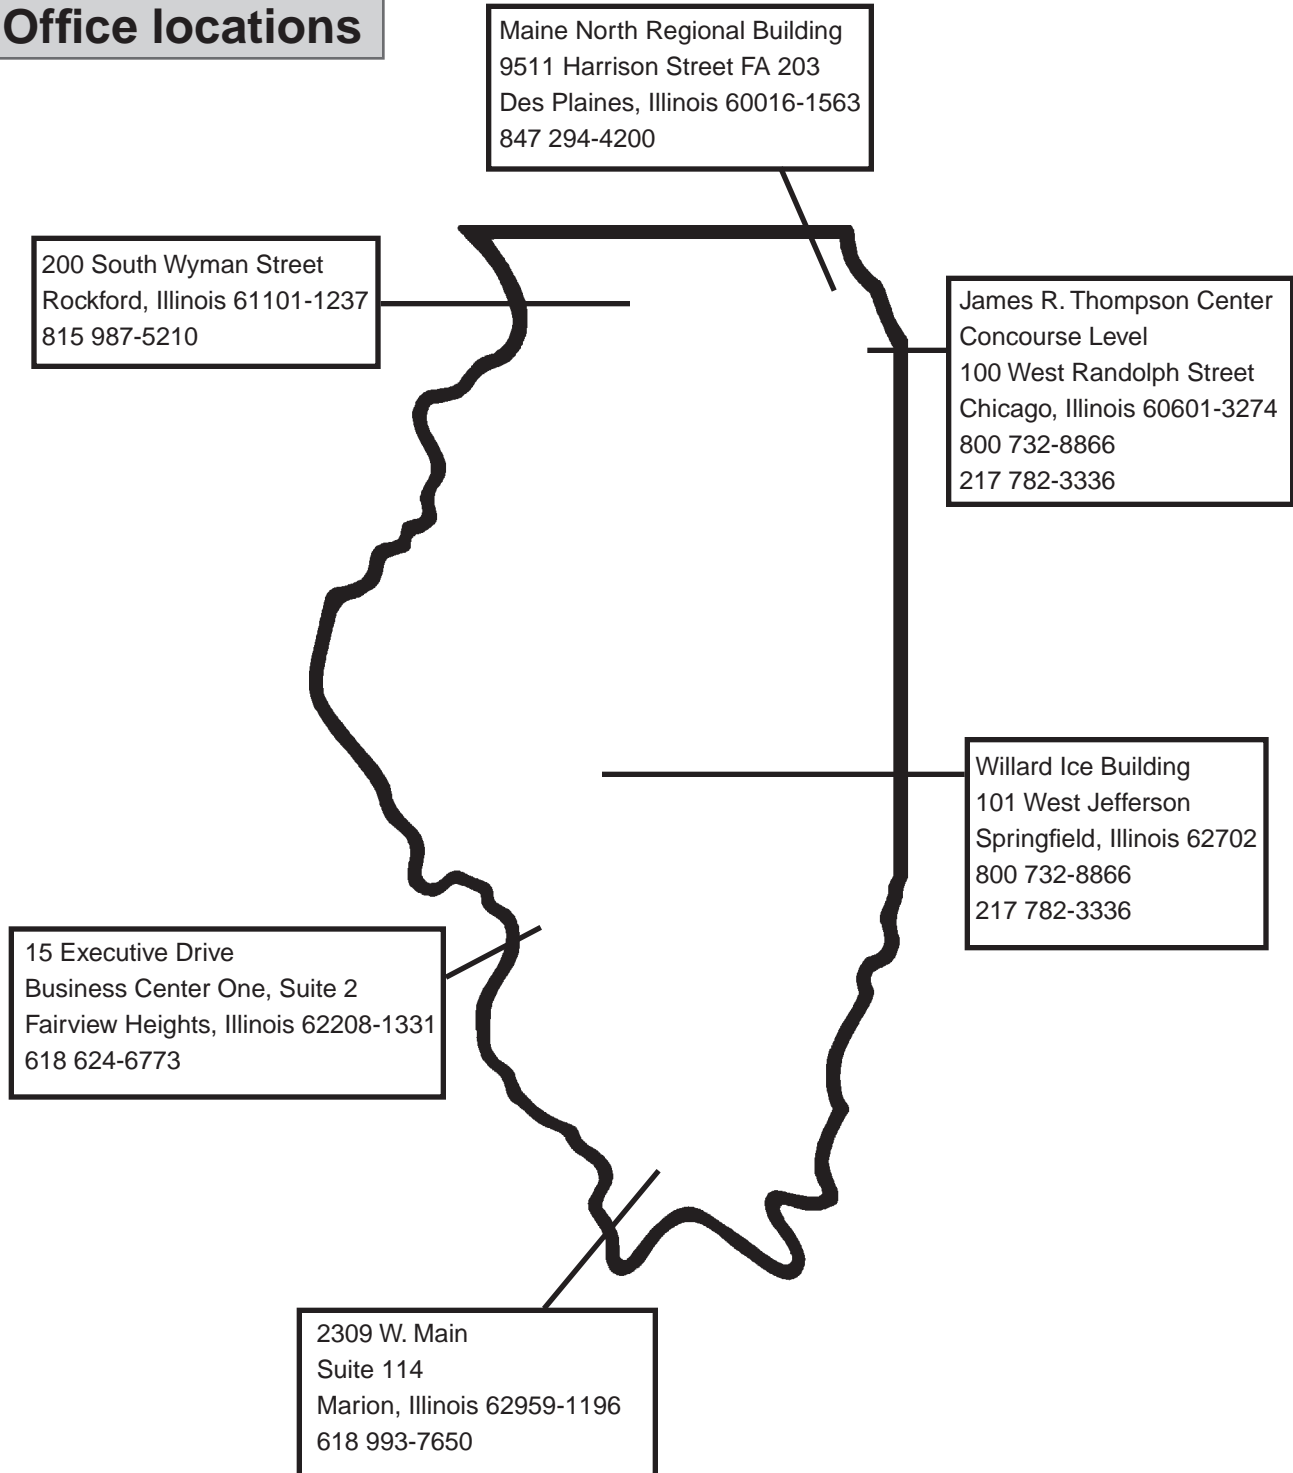 Office locations
Maine North Regional Building
9511 Harrison Street FA 203
Des Plaines, Illinois 60016-1563
847 294-4200
200 South Wyman Street
Rockford, Illinois 61101-1237
815 987-5210
James R. Thompson Center
Concourse Level
100 West Randolph Street
Chicago, Illinois 60601-3274
800 732-8866
217 782-3336
Willard Ice Building
101 West Jefferson
Springfield, Illinois 62702
800 732-8866
217 782-3336
15 Executive Drive
Business Center One, Suite 2
Fairview Heights, Illinois 62208-1331
618 624-6773
2309 W. Main
Suite 114
Marion, Illinois 62959-1196
618 993-7650